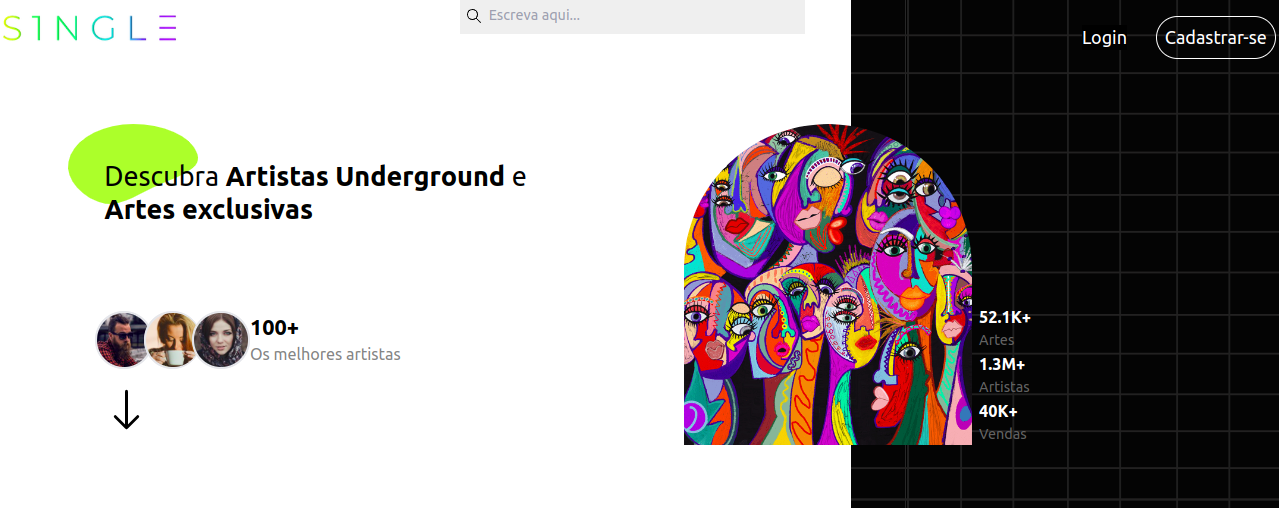 S1NGLE
Escreva aqui...
Login
Cadastrar-se
Descubra Artistas Underground e
Artes exclusivas
100+
Os melhores artistas
52.1K+
Artes
1.3M+
Artistas
40K+
Vendas